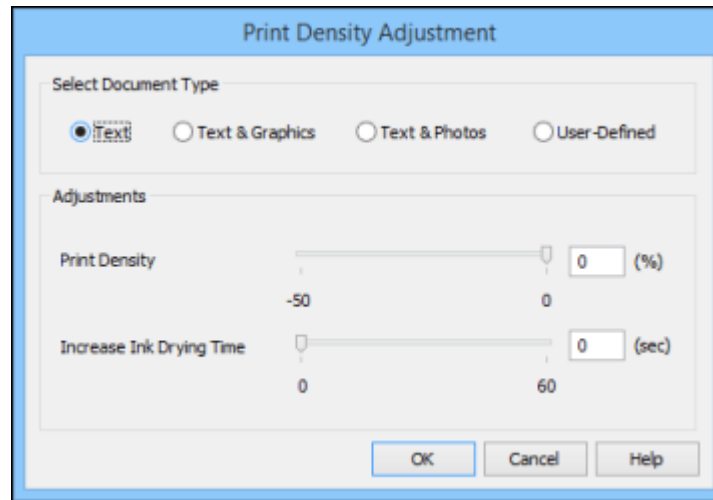 Print Density Adjustment
Select Document Type
Text Text & Graphics Text & Photos User-Defined
Adjustments
Print Density 0 (%)
-50 0
Increase Ink Drying Time 0 (sec)
0 60
OK Cancel Help